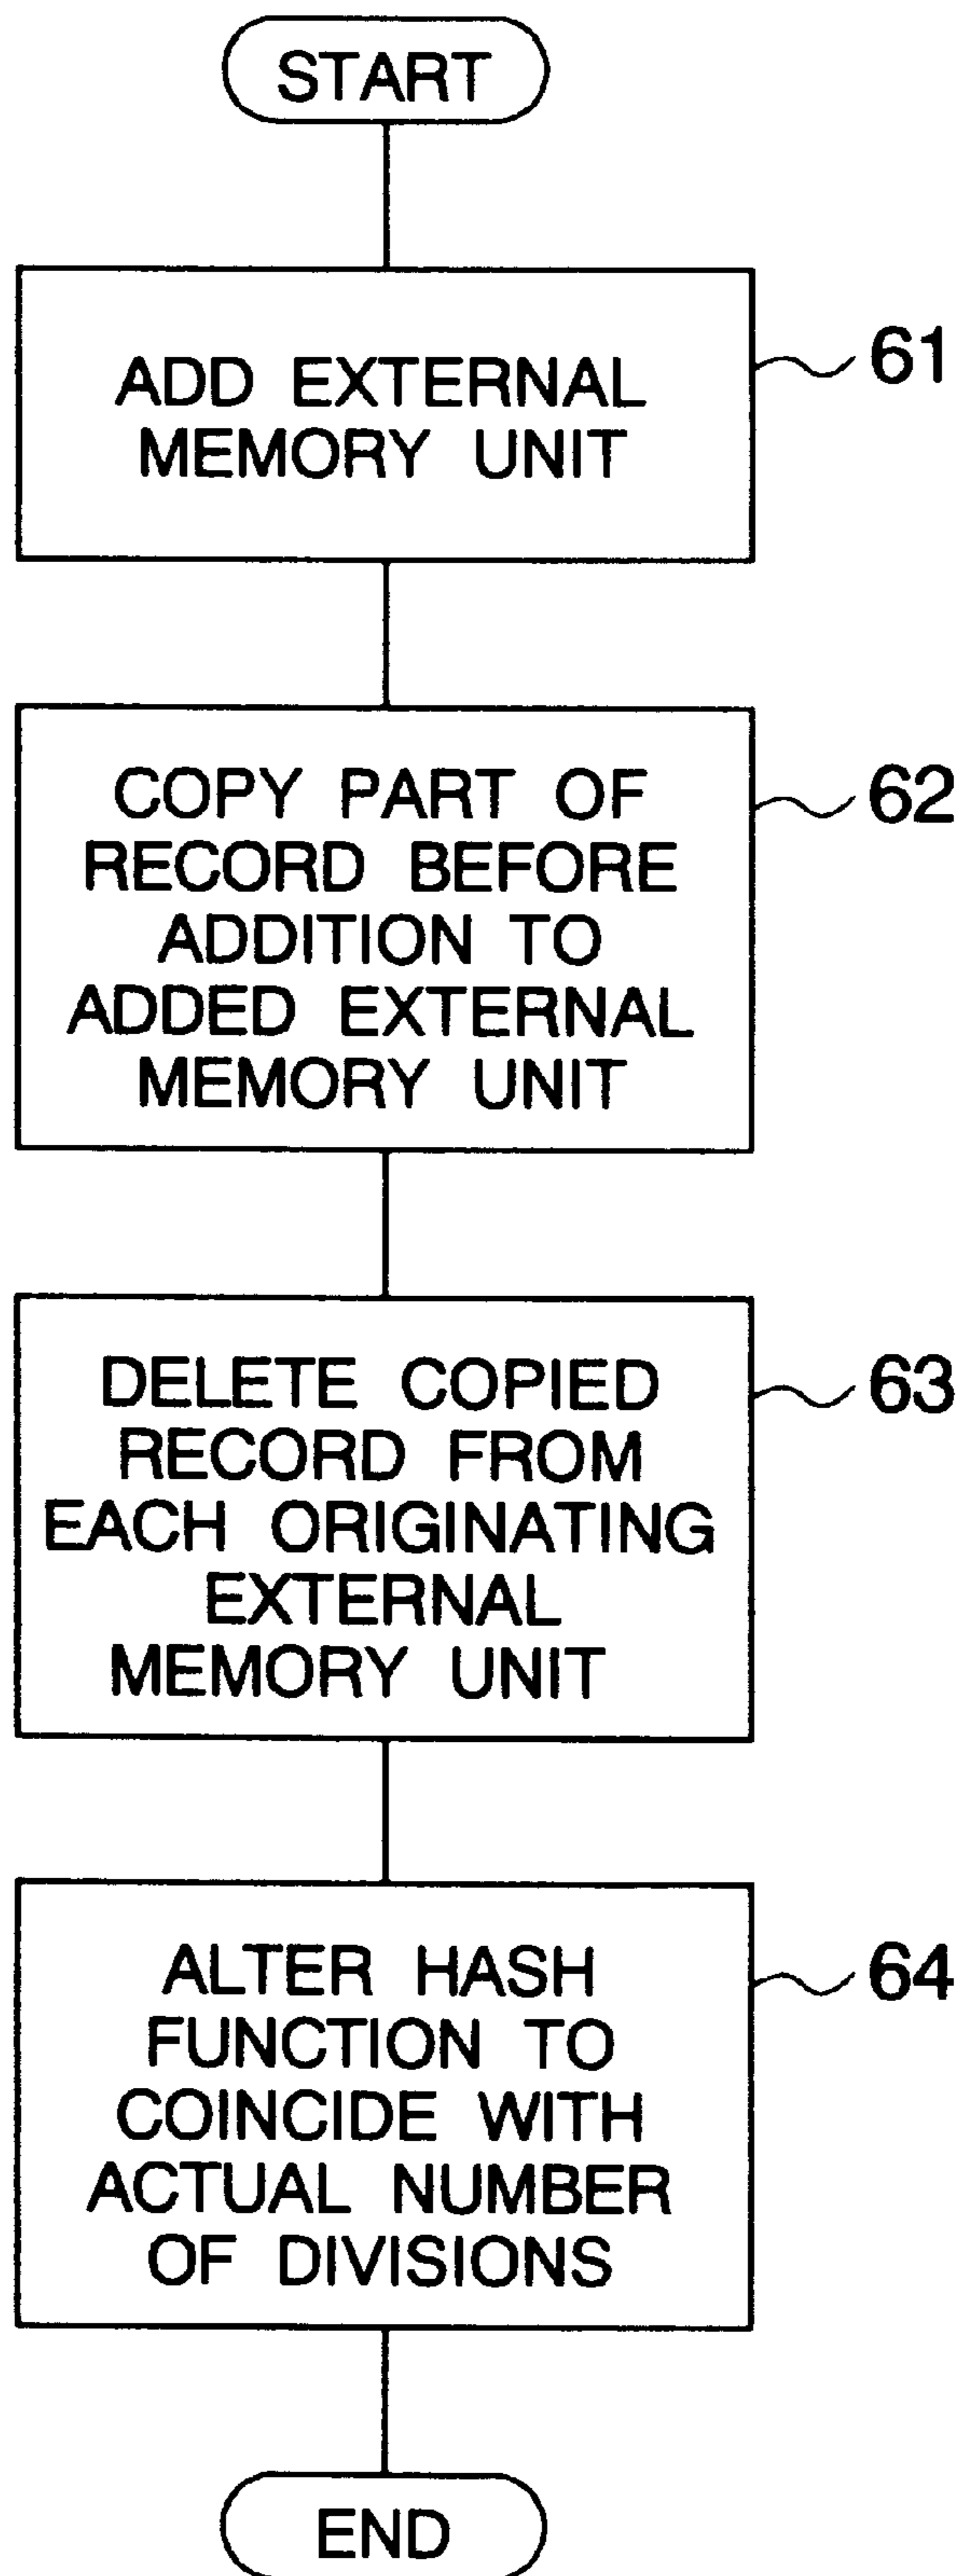 START
ADD EXTERNAL
MEMORY UNIT
61
COPY PART OF
RECORD BEFORE
ADDITION TO
ADDED EXTERNAL
MEMORY UNIT
62
DELETE COPIED
RECORD FROM
EACH ORIGINATING
EXTERNAL
MEMORY UNIT
63
ALTER HASH
FUNCTION TO
COINCIDE WITH
ACTUAL NUMBER
OF DIVISIONS
64
END